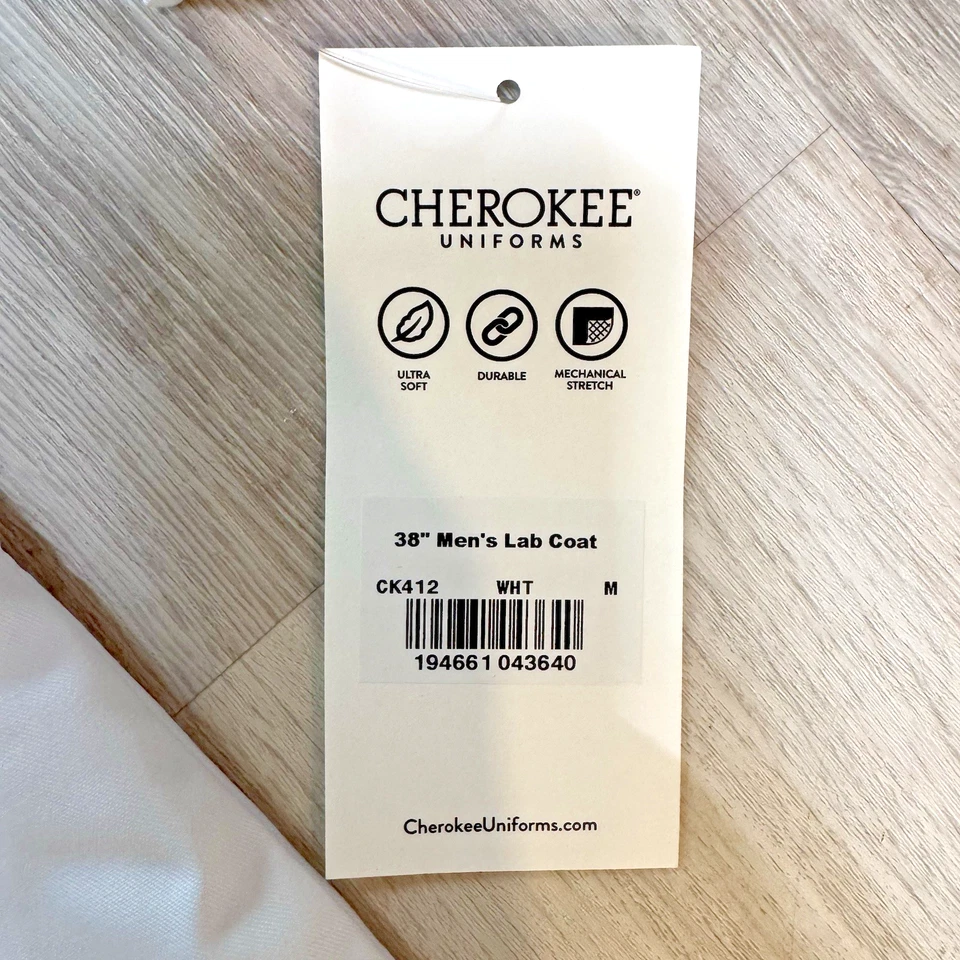 CHEROKEE®
UNIFORMS
ULTRA SOFT
DURABLE
MECHANICAL STRETCH
38" Men's Lab Coat
CK412 WHT M
194661 043640
CherokeeUniforms.com